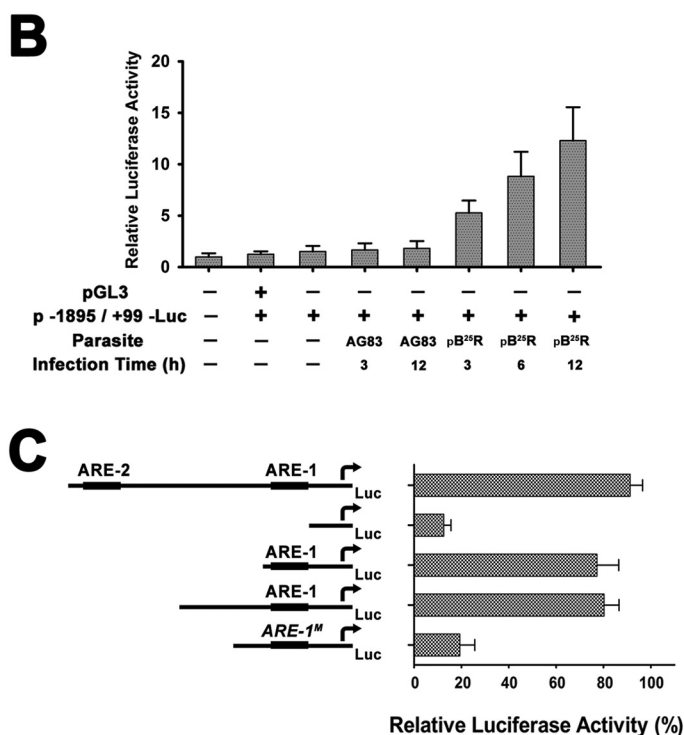 B
Relative Luciferase Activity
20
15
10
5
0
pGL3 – + – – – – – –
p -1895 / +99 -Luc – + + + + + + +
Parasite – – – AG83 AG83 pB²⁵R pB²⁵R pB²⁵R
Infection Time (h) – – – 3 12 3 6 12
C
ARE-2 ARE-1
Luc
Luc
ARE-1
Luc
ARE-1
Luc
ARE-1ᴹ
Luc
0 20 40 60 80 100
Relative Luciferase Activity (%)